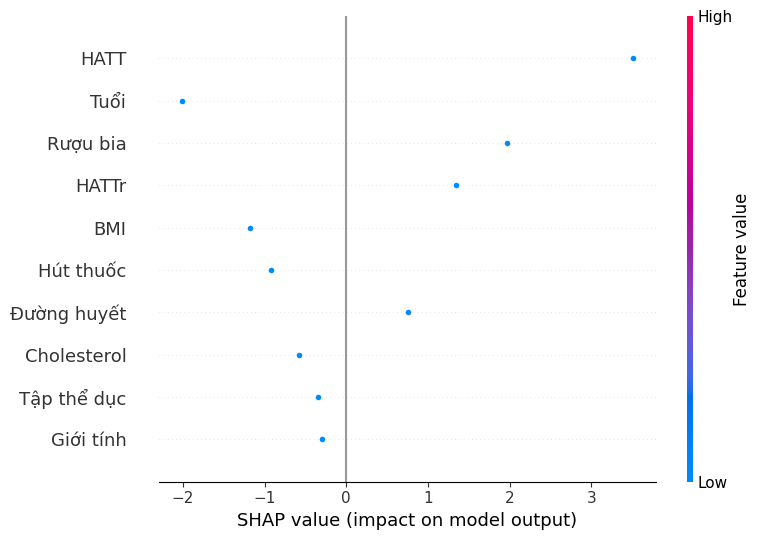 High
HATT
Tuổi
Rượu bia
HATTr
BMI
Hút thuốc
Đường huyết
Cholesterol
Tập thể dục
Giới tính
Feature value
Low
−2 −1 0 1 2 3
SHAP value (impact on model output)